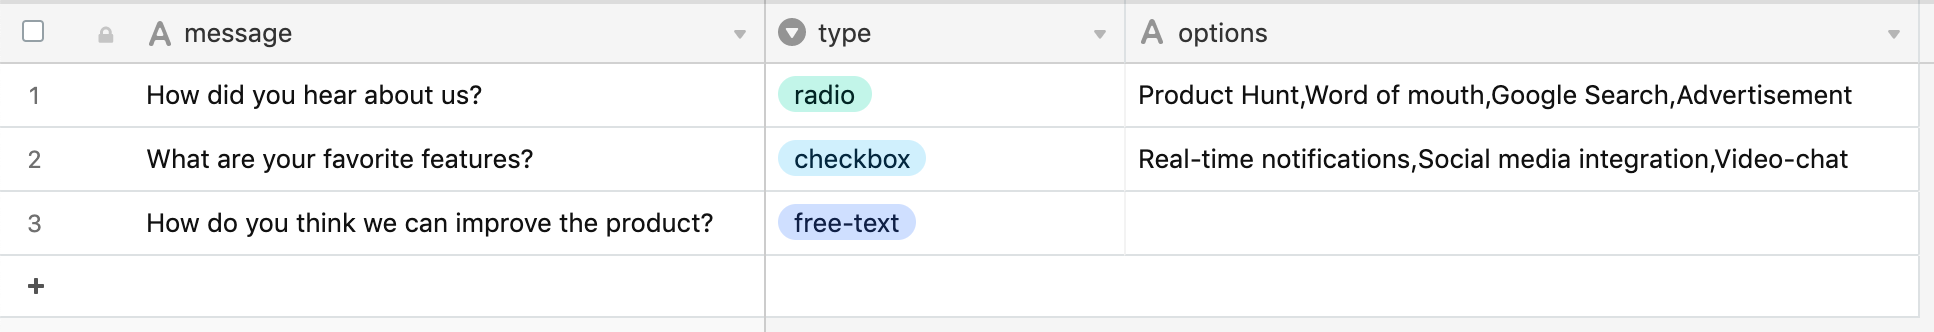 message type options
1 How did you hear about us? radio Product Hunt,Word of mouth,Google Search,Advertisement
2 What are your favorite features? checkbox Real-time notifications,Social media integration,Video-chat
3 How do you think we can improve the product? free-text